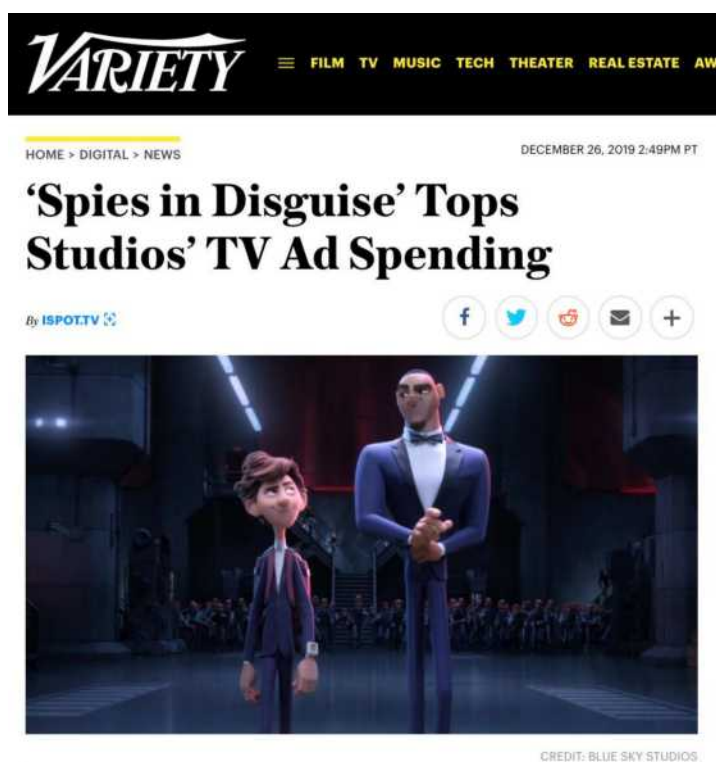 VARIETY
FILM TV MUSIC TECH THEATER REAL ESTATE AW
HOME > DIGITAL > NEWS
DECEMBER 26, 2019 2:49PM PT
‘Spies in Disguise’ Tops
Studios’ TV Ad Spending
By ISPOT.TV
CREDIT: BLUE SKY STUDIOS